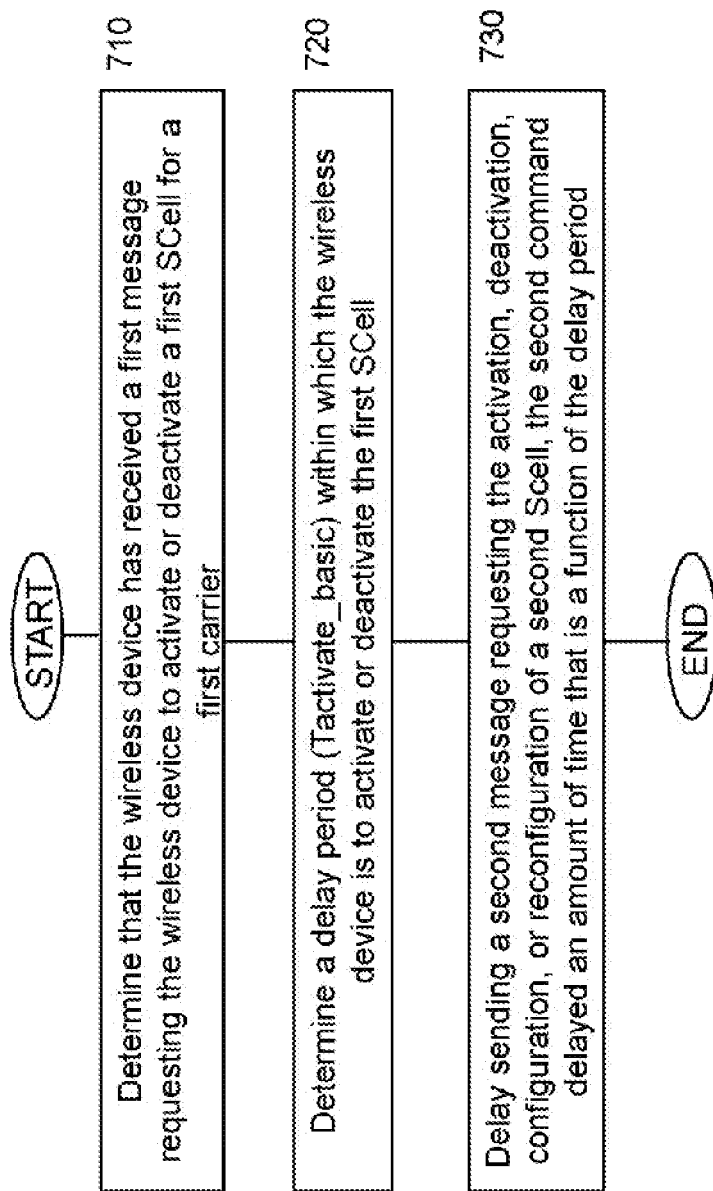 START
Determine that the wireless device has received a first message
requesting the wireless device to activate or deactivate a first SCell for a
first carrier
710
Determine a delay period (Tactivate_basic) within which the wireless
device is to activate or deactivate the first SCell
720
Delay sending a second message requesting the activation, deactivation,
configuration, or reconfiguration of a second Scell, the second command
delayed an amount of time that is a function of the delay period
730
END